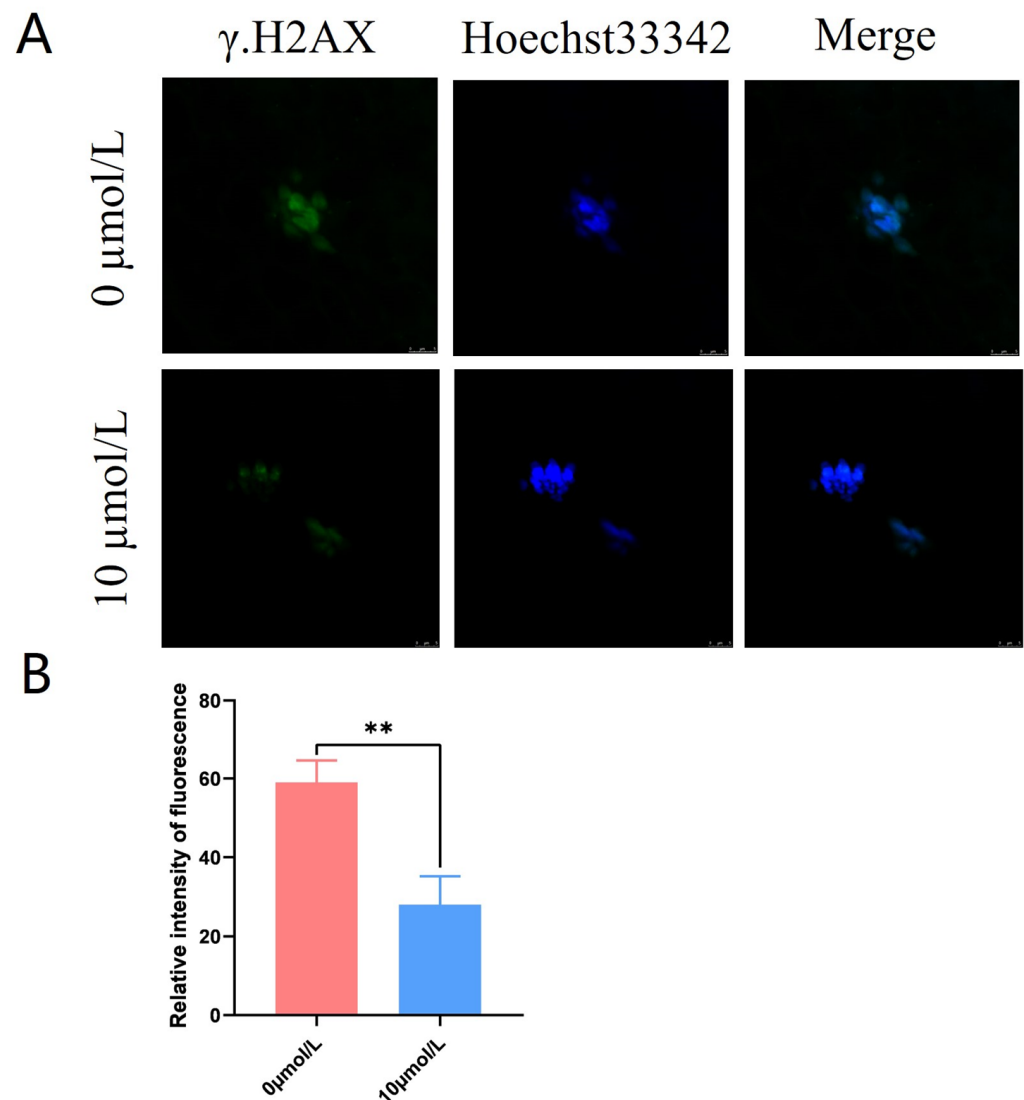 A
γ.H2AX
Hoechst33342
Merge
0 μmol/L
10 μmol/L
B
Relative intensity of fluorescence
80
60
40
20
0
**
0μmol/L
10μmol/L